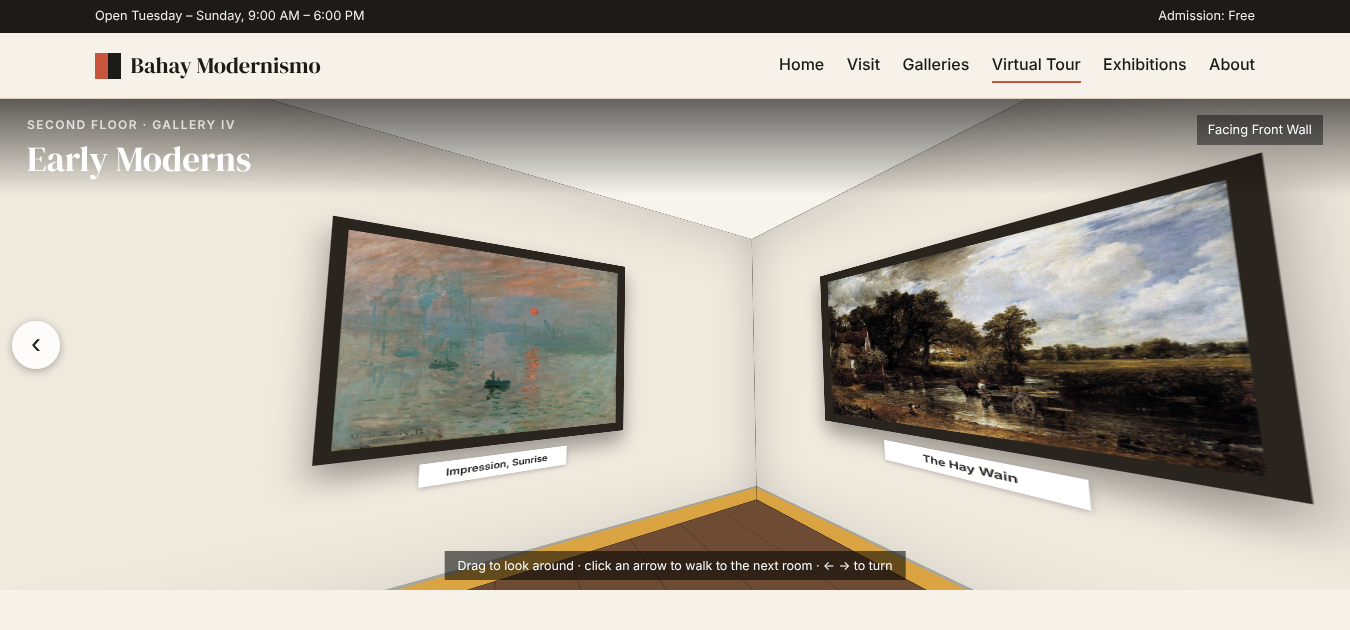 Open Tuesday – Sunday, 9:00 AM – 6:00 PM
Admission: Free
Bahay Modernismo
Home
Visit
Galleries
Virtual Tour
Exhibitions
About
SECOND FLOOR · GALLERY IV
Early Moderns
Facing Front Wall
Impression, Sunrise
The Hay Wain
Drag to look around · click an arrow to walk to the next room · ← → to turn